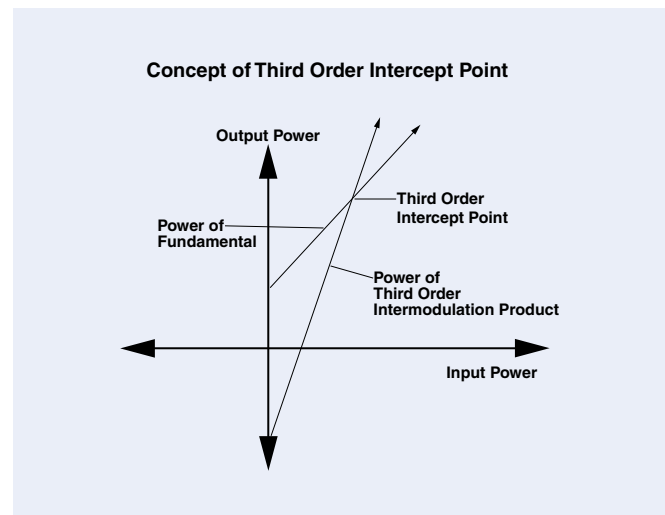 Concept of Third Order Intercept Point
Output Power
Third Order
Intercept Point
Power of
Fundamental
Power of
Third Order
Intermodulation Product
Input Power